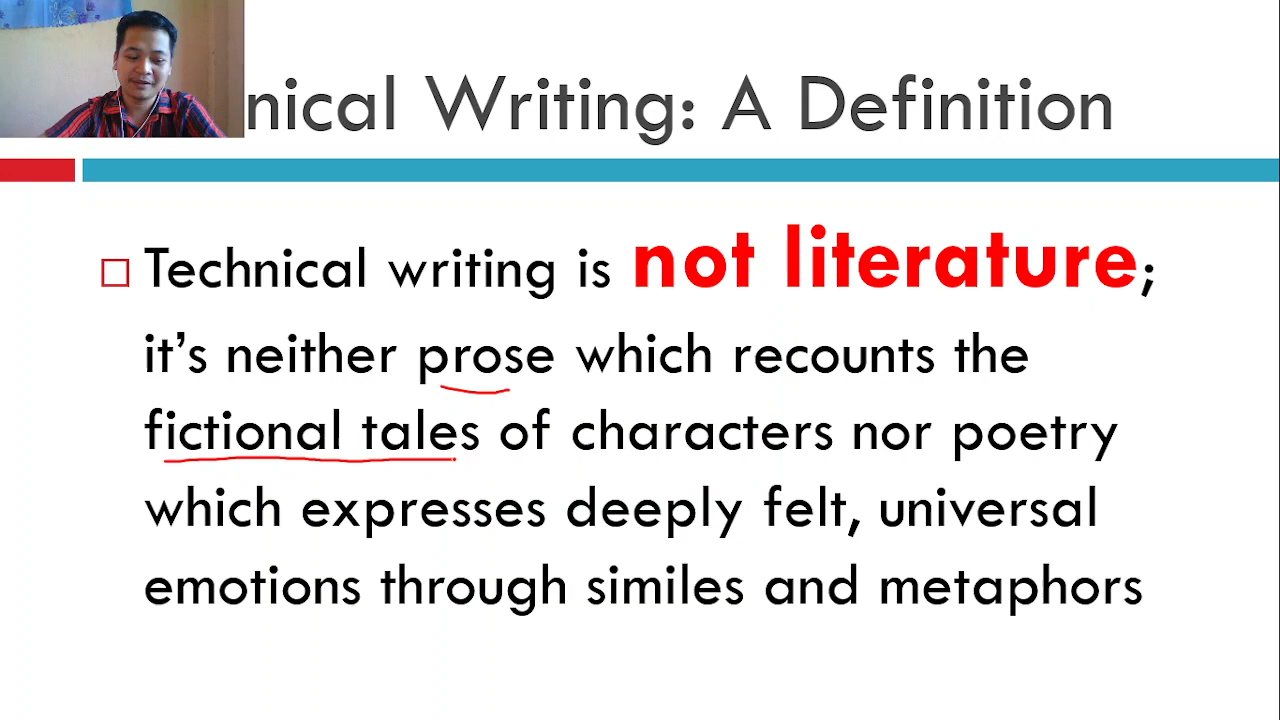 nical Writing: A Definition
Technical writing is not literature;
it’s neither prose which recounts the
fictional tales of characters nor poetry
which expresses deeply felt, universal
emotions through similes and metaphors